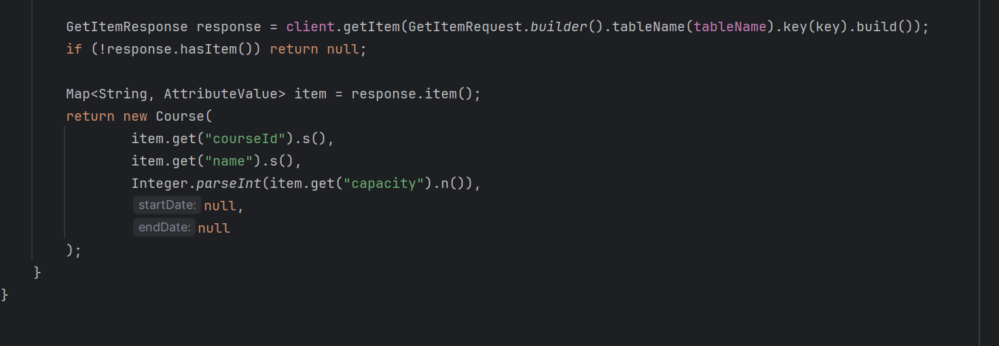 GetItemResponse response = client.getItem(GetItemRequest.builder().tableName(tableName).key(key).build());
if (!response.hasItem()) return null;
Map<String, AttributeValue> item = response.item();
return new Course(
item.get("courseId").s(),
item.get("name").s(),
Integer.parseInt(item.get("capacity").n()),
startDate: null,
endDate: null
);
}
}